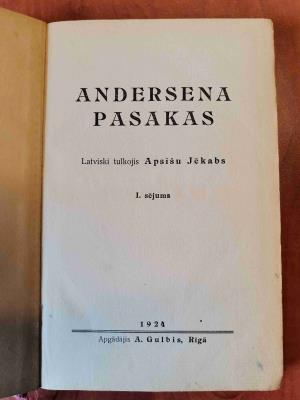 ANDERSENA
PASAKAS
Latviski tulkojis Apsīšu Jēkabs
I. sējums
1924
Apgādājis A. Gulbis, Rīgā